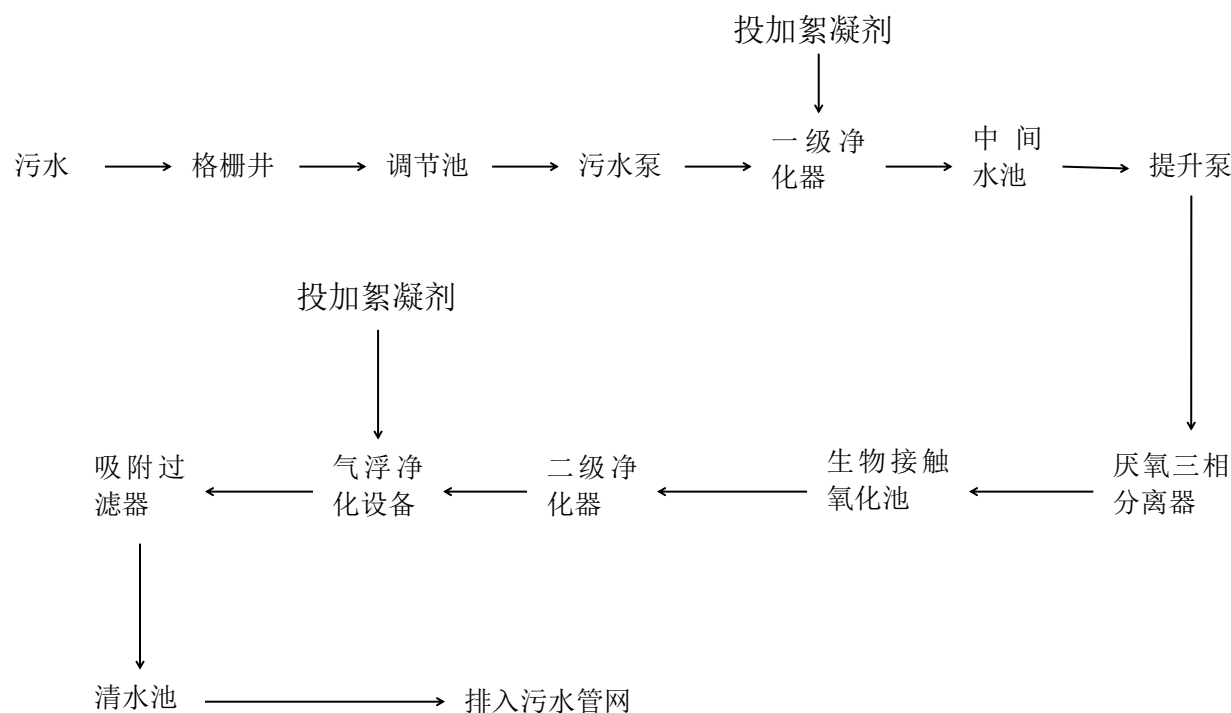 投加絮凝剂
污水
格栅井
调节池
污水泵
一级净
化器
中间
水池
提升泵
投加絮凝剂
吸附过
滤器
气浮净
化设备
二级净
化器
生物接触
氧化池
厌氧三相
分离器
清水池
排入污水管网